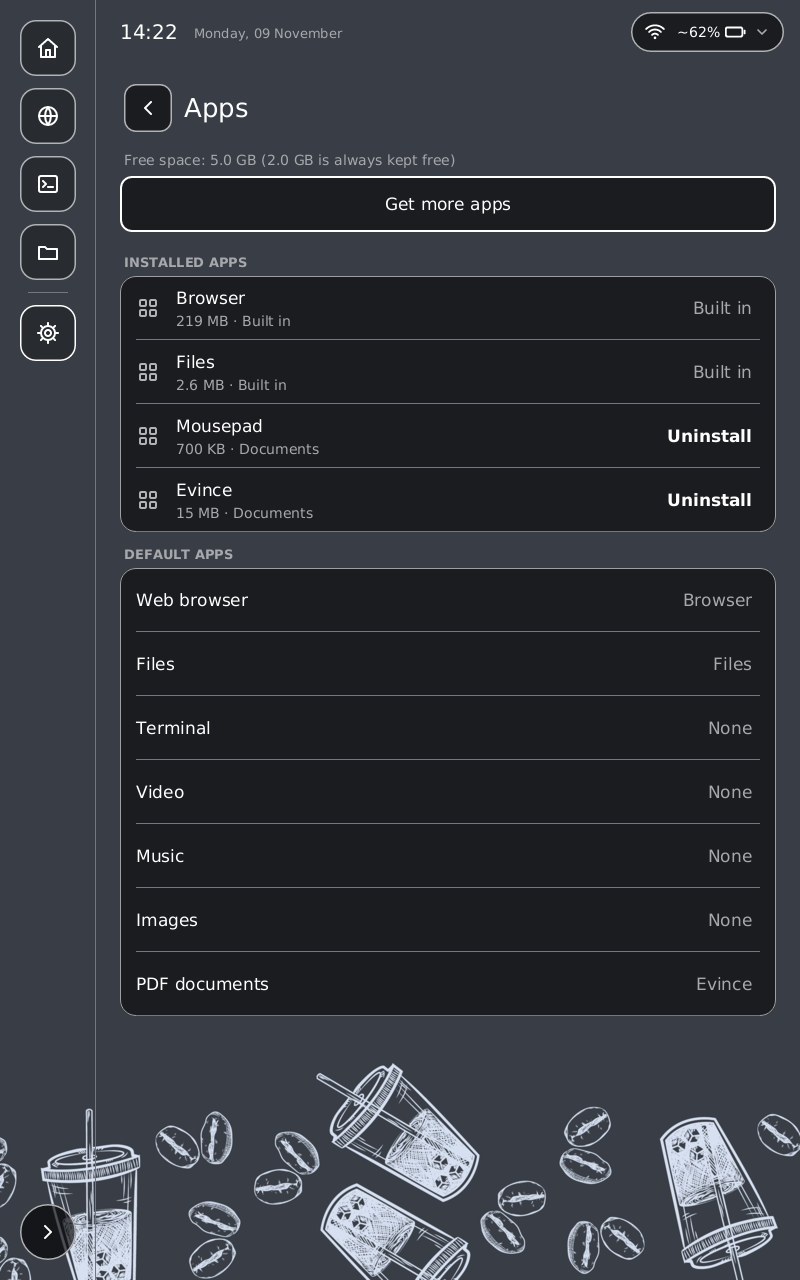 14:22 Monday, 09 November ~62%
Apps
Free space: 5.0 GB (2.0 GB is always kept free)
Get more apps
INSTALLED APPS
Browser
219 MB · Built in
Built in
Files
2.6 MB · Built in
Built in
Mousepad
700 KB · Documents
Uninstall
Evince
15 MB · Documents
Uninstall
DEFAULT APPS
Web browser Browser
Files Files
Terminal None
Video None
Music None
Images None
PDF documents Evince